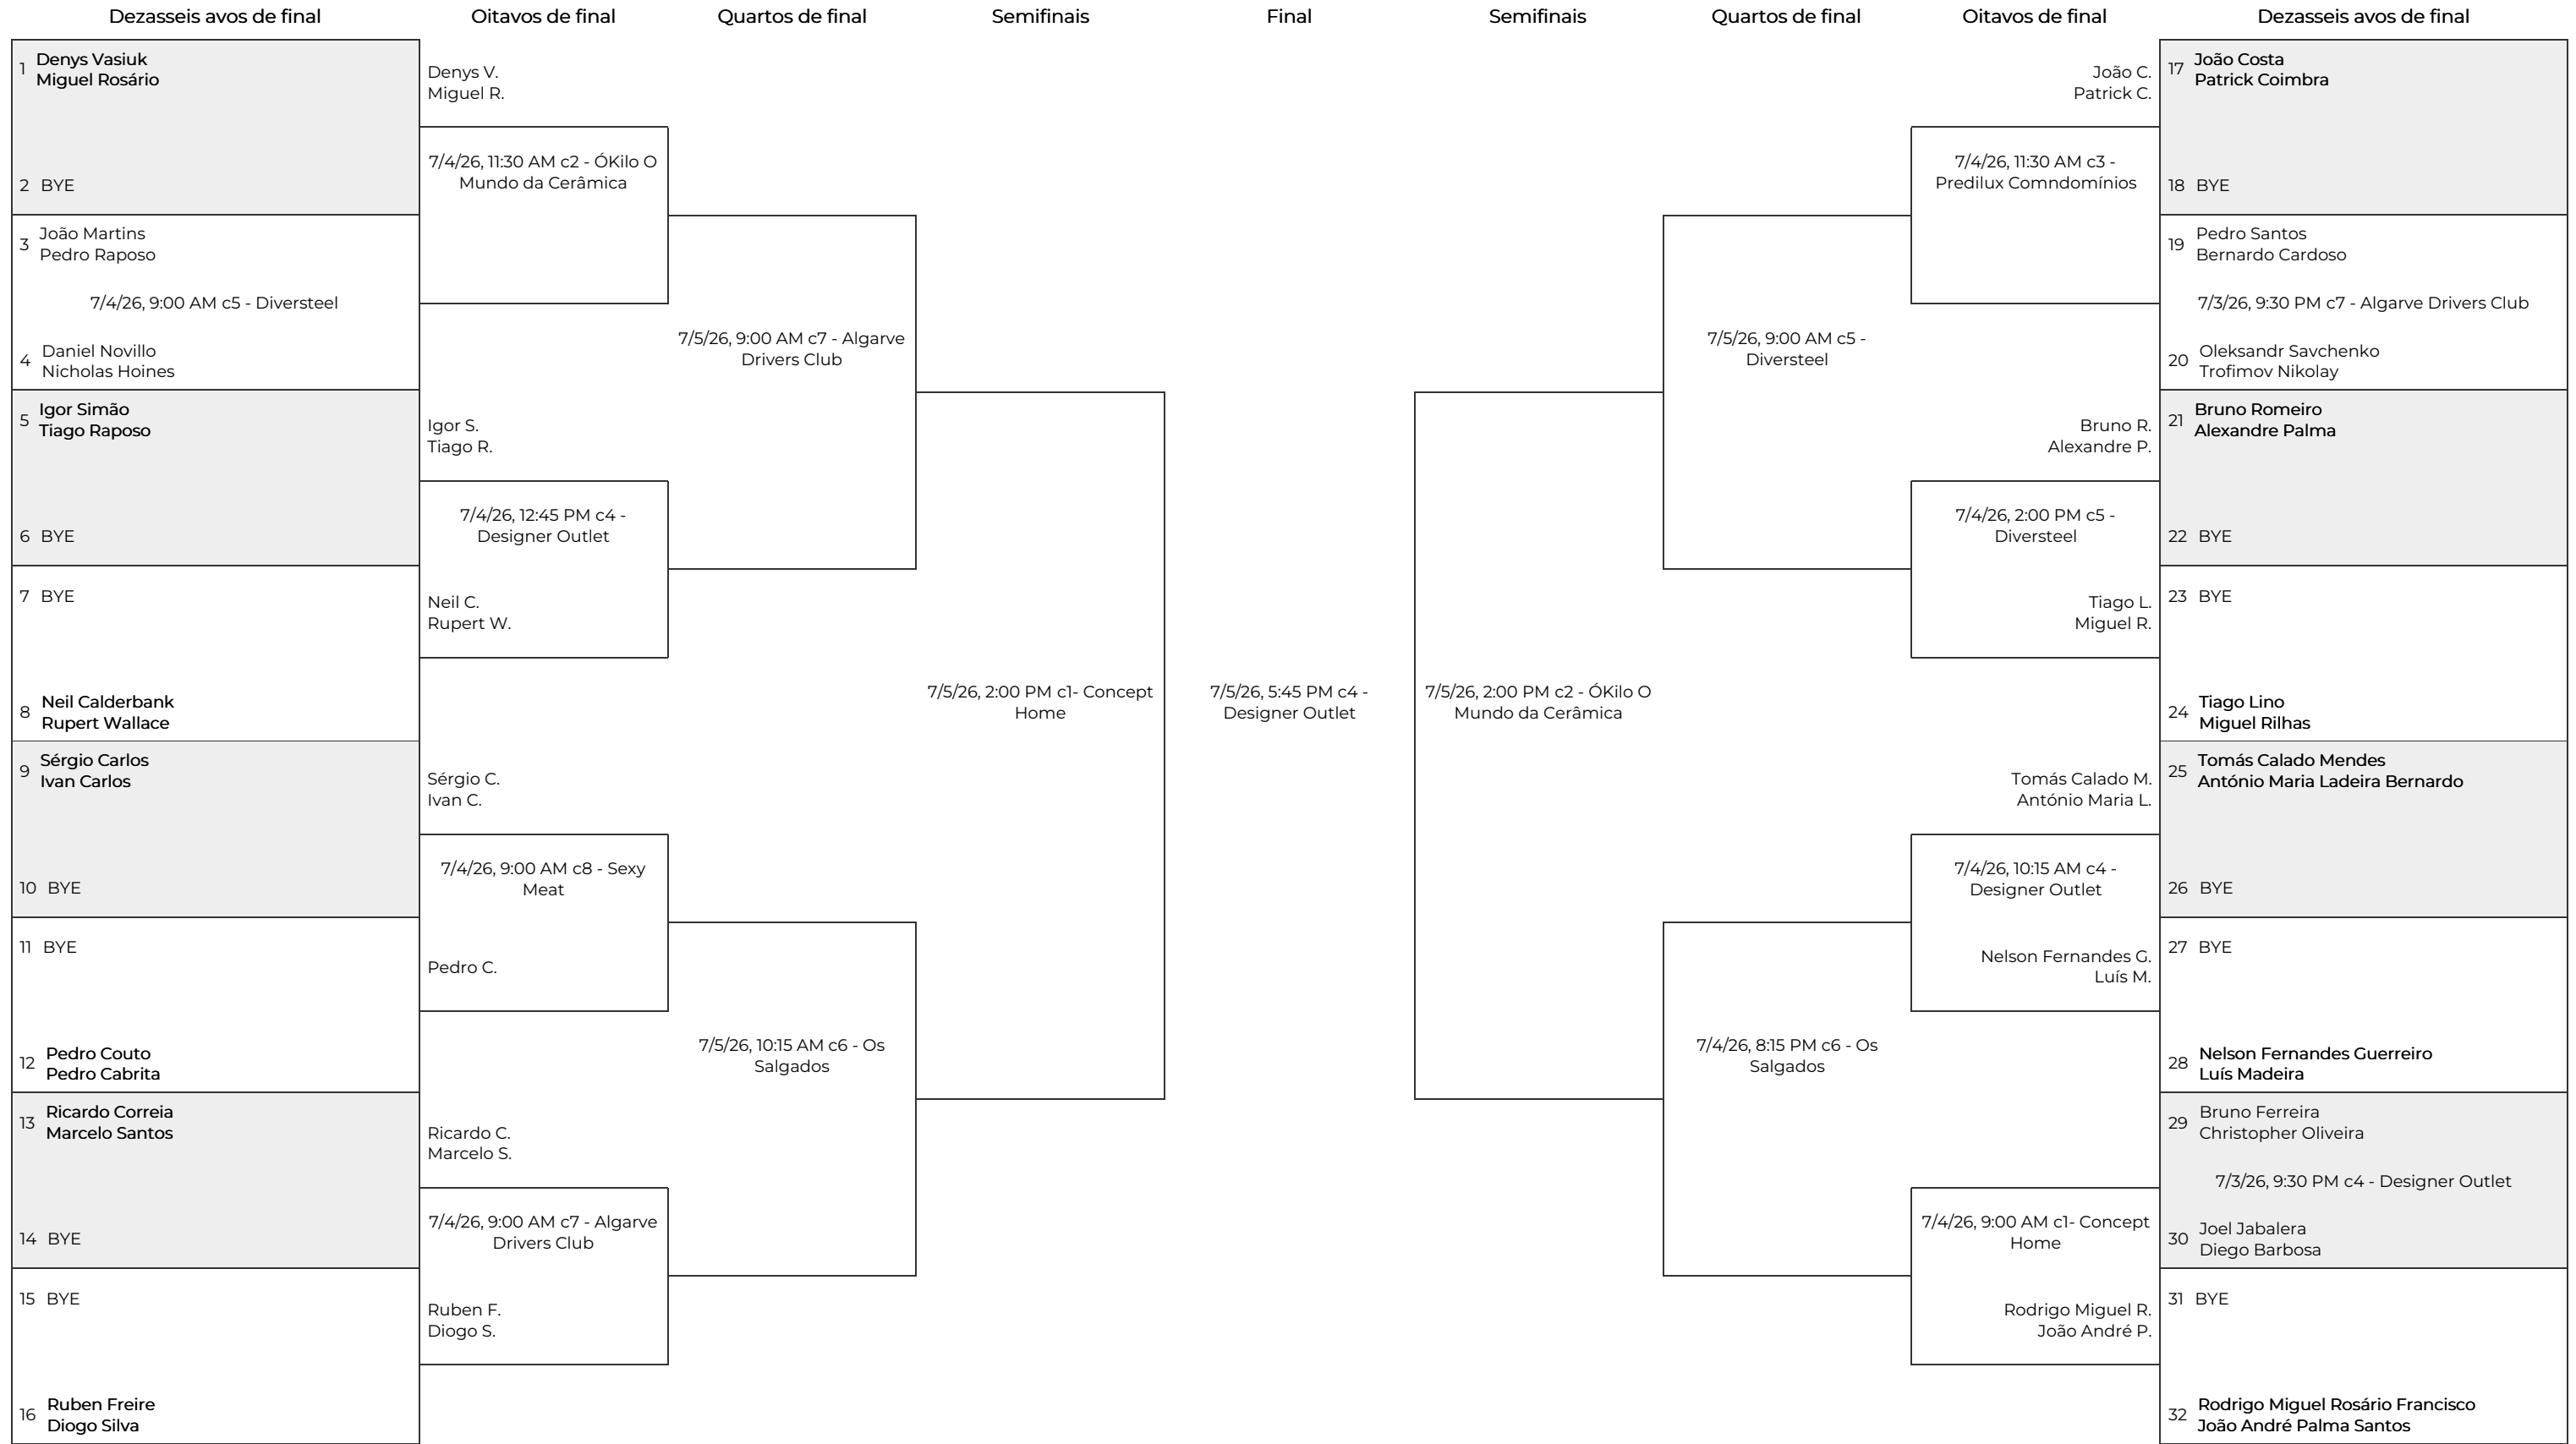 Dezasseis avos de final
Oitavos de final
Quartos de final
Semifinais
Final
Semifinais
Quartos de final
Oitavos de final
Dezasseis avos de final
1
Denys Vasiuk
Miguel Rosário
2 BYE
3
João Martins
Pedro Raposo
7/4/26, 9:00 AM c5 - Diversteel
4
Daniel Novillo
Nicholas Hoines
5
Igor Simão
Tiago Raposo
6 BYE
7 BYE
8
Neil Calderbank
Rupert Wallace
9
Sérgio Carlos
Ivan Carlos
10 BYE
11 BYE
12
Pedro Couto
Pedro Cabrita
13
Ricardo Correia
Marcelo Santos
14 BYE
15 BYE
16
Ruben Freire
Diogo Silva
Denys V.
Miguel R.
7/4/26, 11:30 AM c2 - ÓKilo O
Mundo da Cerâmica
Igor S.
Tiago R.
7/4/26, 12:45 PM c4 -
Designer Outlet
Neil C.
Rupert W.
Sérgio C.
Ivan C.
7/4/26, 9:00 AM c8 - Sexy
Meat
Pedro C.
Ricardo C.
Marcelo S.
7/4/26, 9:00 AM c7 - Algarve
Drivers Club
Ruben F.
Diogo S.
7/5/26, 9:00 AM c7 - Algarve
Drivers Club
7/5/26, 10:15 AM c6 - Os
Salgados
7/5/26, 2:00 PM c1- Concept
Home
7/5/26, 5:45 PM c4 -
Designer Outlet
7/5/26, 2:00 PM c2 - ÓKilo O
Mundo da Cerâmica
7/5/26, 9:00 AM c5 -
Diversteel
7/4/26, 8:15 PM c6 - Os
Salgados
João C.
Patrick C.
7/4/26, 11:30 AM c3 -
Predilux Comndomínios
Bruno R.
Alexandre P.
7/4/26, 2:00 PM c5 -
Diversteel
Tiago L.
Miguel R.
Tomás Calado M.
António Maria L.
7/4/26, 10:15 AM c4 -
Designer Outlet
Nelson Fernandes G.
Luís M.
7/4/26, 9:00 AM c1- Concept
Home
Rodrigo Miguel R.
João André P.
17
João Costa
Patrick Coimbra
18 BYE
19
Pedro Santos
Bernardo Cardoso
7/3/26, 9:30 PM c7 - Algarve Drivers Club
20
Oleksandr Savchenko
Trofimov Nikolay
21
Bruno Romeiro
Alexandre Palma
22 BYE
23 BYE
24
Tiago Lino
Miguel Rilhas
25
Tomás Calado Mendes
António Maria Ladeira Bernardo
26 BYE
27 BYE
28
Nelson Fernandes Guerreiro
Luís Madeira
29
Bruno Ferreira
Christopher Oliveira
7/3/26, 9:30 PM c4 - Designer Outlet
30
Joel Jabalera
Diego Barbosa
31 BYE
32
Rodrigo Miguel Rosário Francisco
João André Palma Santos